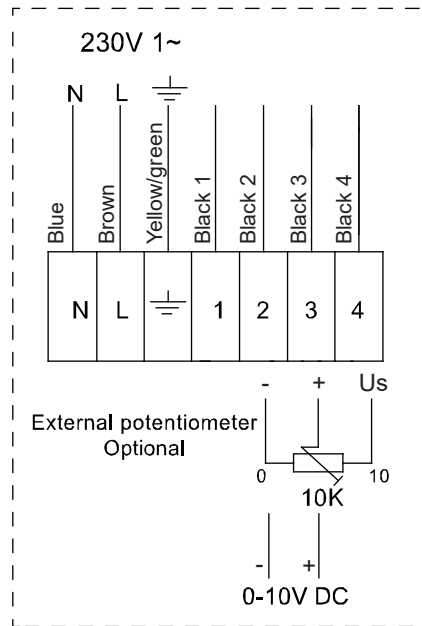 230V 1~
N L
Blue
Brown
Yellow/green
Black 1
Black 2
Black 3
Black 4
N L 1 2 3 4
- + Us
External potentiometer
Optional
0 10
10K
- +
0-10V DC